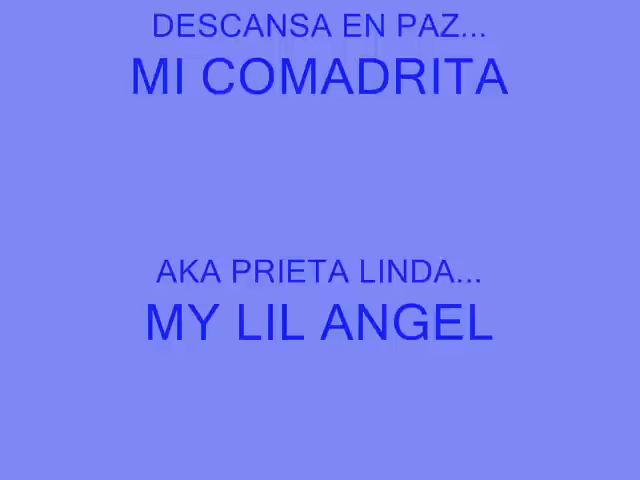 DESCANSA EN PAZ...
MI COMADRITA
AKA PRIETA LINDA...
MY LIL ANGEL